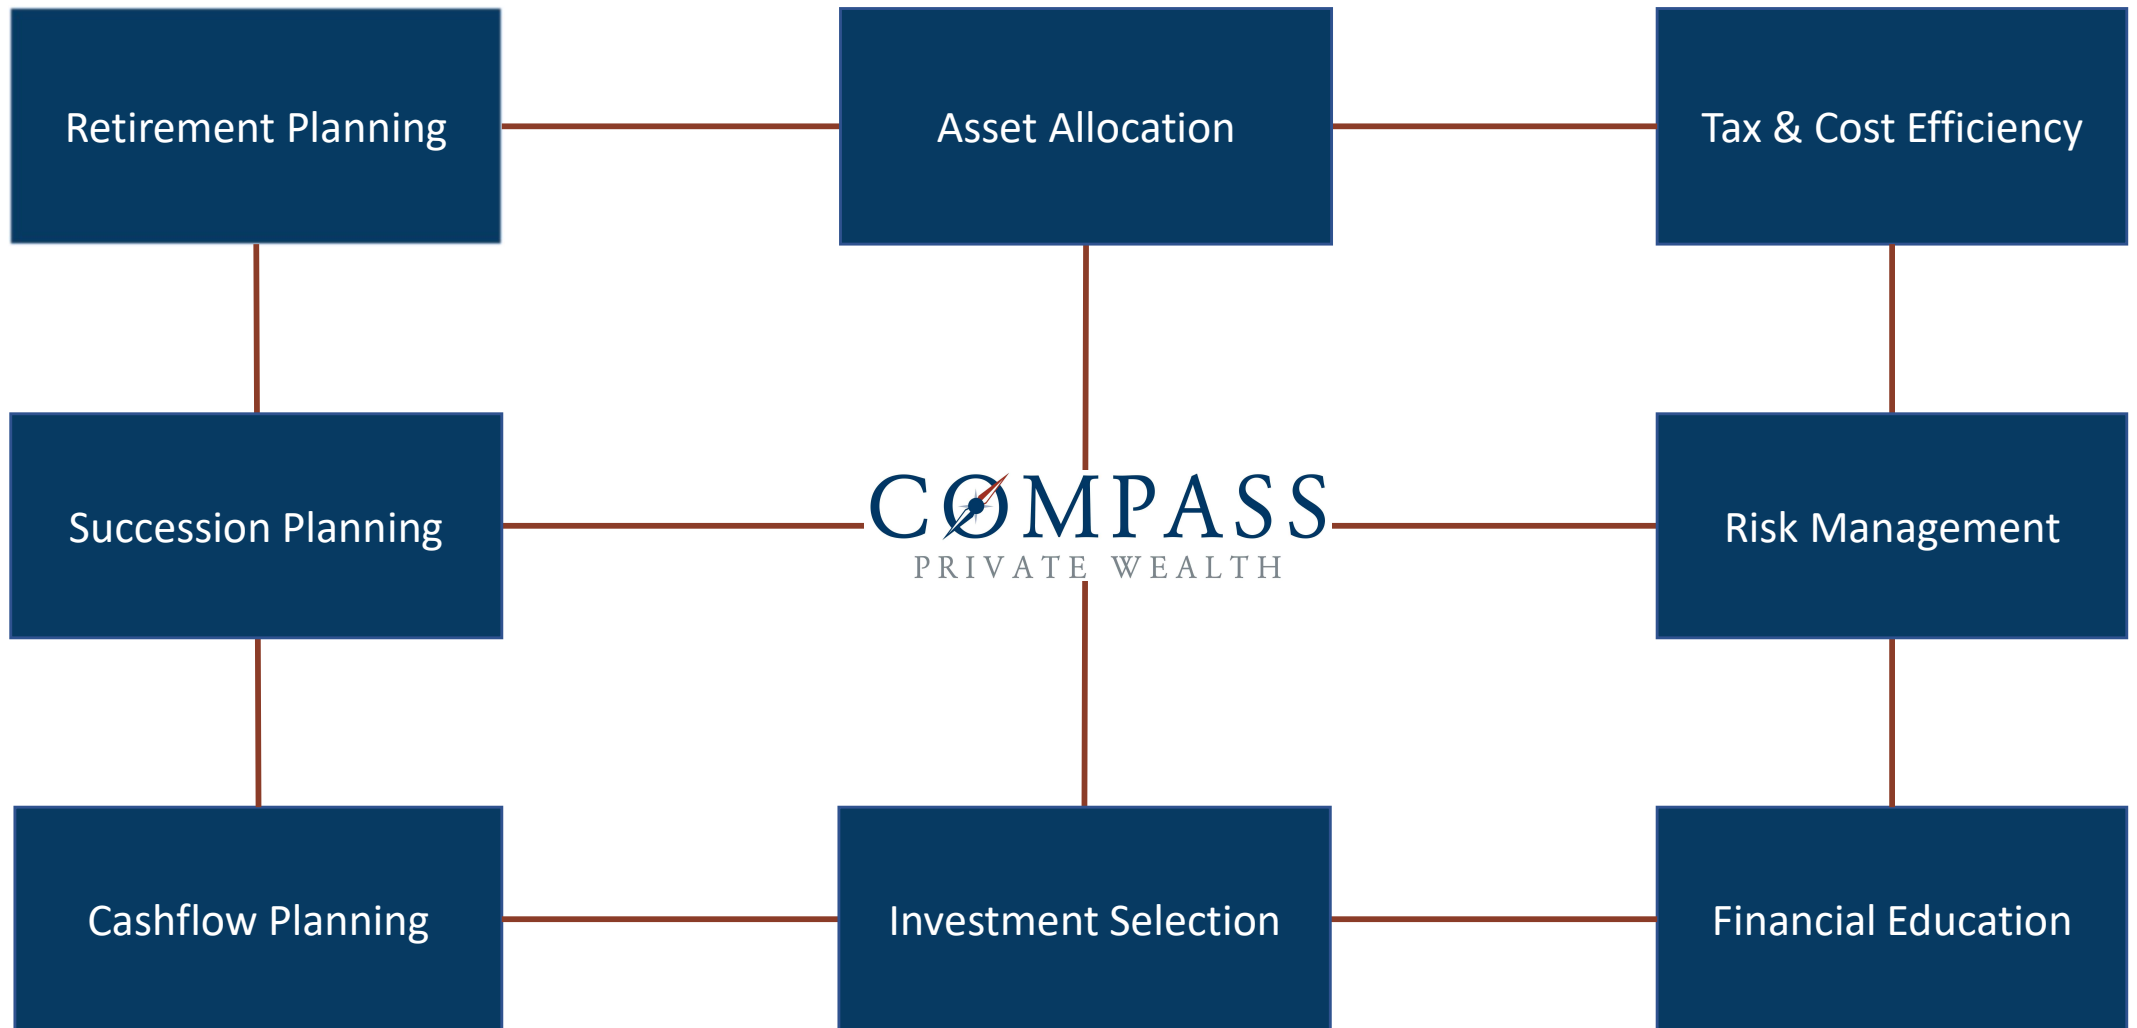 Retirement Planning
Asset Allocation
Tax & Cost Efficiency
Succession Planning
COMPASS
PRIVATE WEALTH
Risk Management
Cashflow Planning
Investment Selection
Financial Education